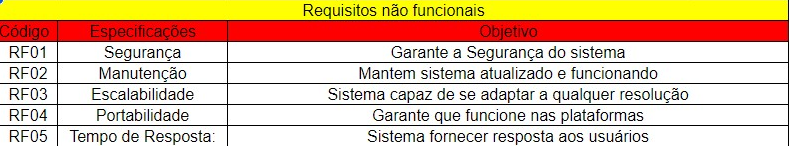 Requisitos não funcionais
Código Especificações Objetivo
RF01 Segurança Garante a Segurança do sistema
RF02 Manutenção Mantem sistema atualizado e funcionando
RF03 Escalabilidade Sistema capaz de se adaptar a qualquer resolução
RF04 Portabilidade Garante que funcione nas plataformas
RF05 Tempo de Resposta: Sistema fornecer resposta aos usuários